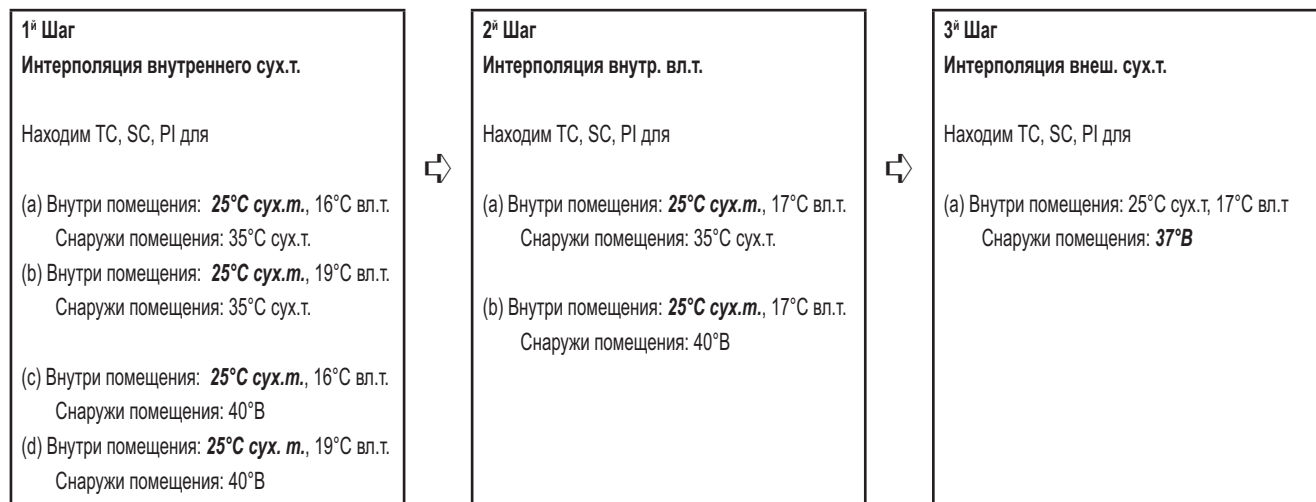 1й Шаг
Интерполяция внутреннего сух.т.
Находим TC, SC, PI для
(a) Внутри помещения: 25°C сух.т., 16°C вл.т.
Снаружи помещения: 35°C сух.т.
(b) Внутри помещения: 25°C сух.т., 19°C вл.т.
Снаружи помещения: 35°C сух.т.
(c) Внутри помещения: 25°C сух.т., 16°C вл.т.
Снаружи помещения: 40°В
(d) Внутри помещения: 25°C сух. т., 19°C вл.т.
Снаружи помещения: 40°В
2й Шаг
Интерполяция внутр. вл.т.
Находим TC, SC, PI для
(a) Внутри помещения: 25°C сух.т., 17°C вл.т.
Снаружи помещения: 35°C сух.т.
(b) Внутри помещения: 25°C сух.т., 17°C вл.т.
Снаружи помещения: 40°В
3й Шаг
Интерполяция внеш. сух.т.
Находим TC, SC, PI для
(a) Внутри помещения: 25°C сух.т, 17°C вл.т
Снаружи помещения: 37°В